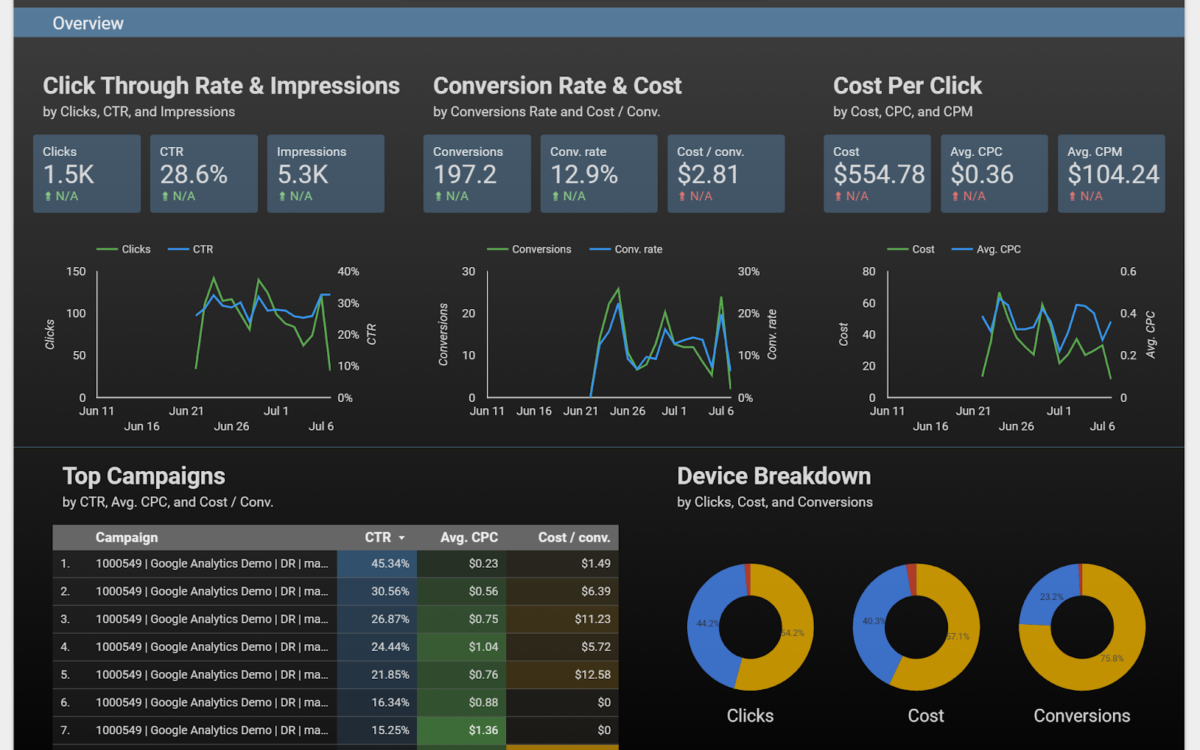 Overview
Click Through Rate & Impressions
by Clicks, CTR, and Impressions
Clicks
1.5K
N/A
CTR
28.6%
N/A
Impressions
5.3K
N/A
Clicks CTR
150
100
50
0
Clicks
40%
30%
20%
10%
0%
CTR
Jun 11 Jun 21 Jul 1
Jun 16 Jun 26 Jul 6
Conversion Rate & Cost
by Conversions Rate and Cost / Conv.
Conversions
197.2
N/A
Conv. rate
12.9%
N/A
Cost / conv.
$2.81
N/A
Conversions Conv. rate
30
20
10
0
Conversions
30%
20%
10%
0%
Conv. rate
Jun 11 Jun 16 Jun 21 Jun 26 Jul 1 Jul 6
Cost Per Click
by Cost, CPC, and CPM
Cost
$554.78
N/A
Avg. CPC
$0.36
N/A
Avg. CPM
$104.24
N/A
Cost Avg. CPC
80
60
40
20
0
Cost
0.6
0.4
0.2
0
Avg. CPC
Jun 11 Jun 21 Jul 1
Jun 16 Jun 26 Jul 6
Top Campaigns
by CTR, Avg. CPC, and Cost / Conv.
Campaign CTR Avg. CPC Cost / conv.
1. 1000549 | Google Analytics Demo | DR | ma... 45.34% $0.23 $1.49
2. 1000549 | Google Analytics Demo | DR | ma... 30.56% $0.56 $6.39
3. 1000549 | Google Analytics Demo | DR | ma... 26.87% $0.75 $11.23
4. 1000549 | Google Analytics Demo | DR | ma... 24.44% $1.04 $5.72
5. 1000549 | Google Analytics Demo | DR | ma... 21.85% $0.76 $12.58
6. 1000549 | Google Analytics Demo | DR | ma... 16.34% $0.88 $0
7. 1000549 | Google Analytics Demo | DR | ma... 15.25% $1.36 $0
Device Breakdown
by Clicks, Cost, and Conversions
44.2%
54.2%
Clicks
40.3%
57.1%
Cost
23.2%
75.8%
Conversions